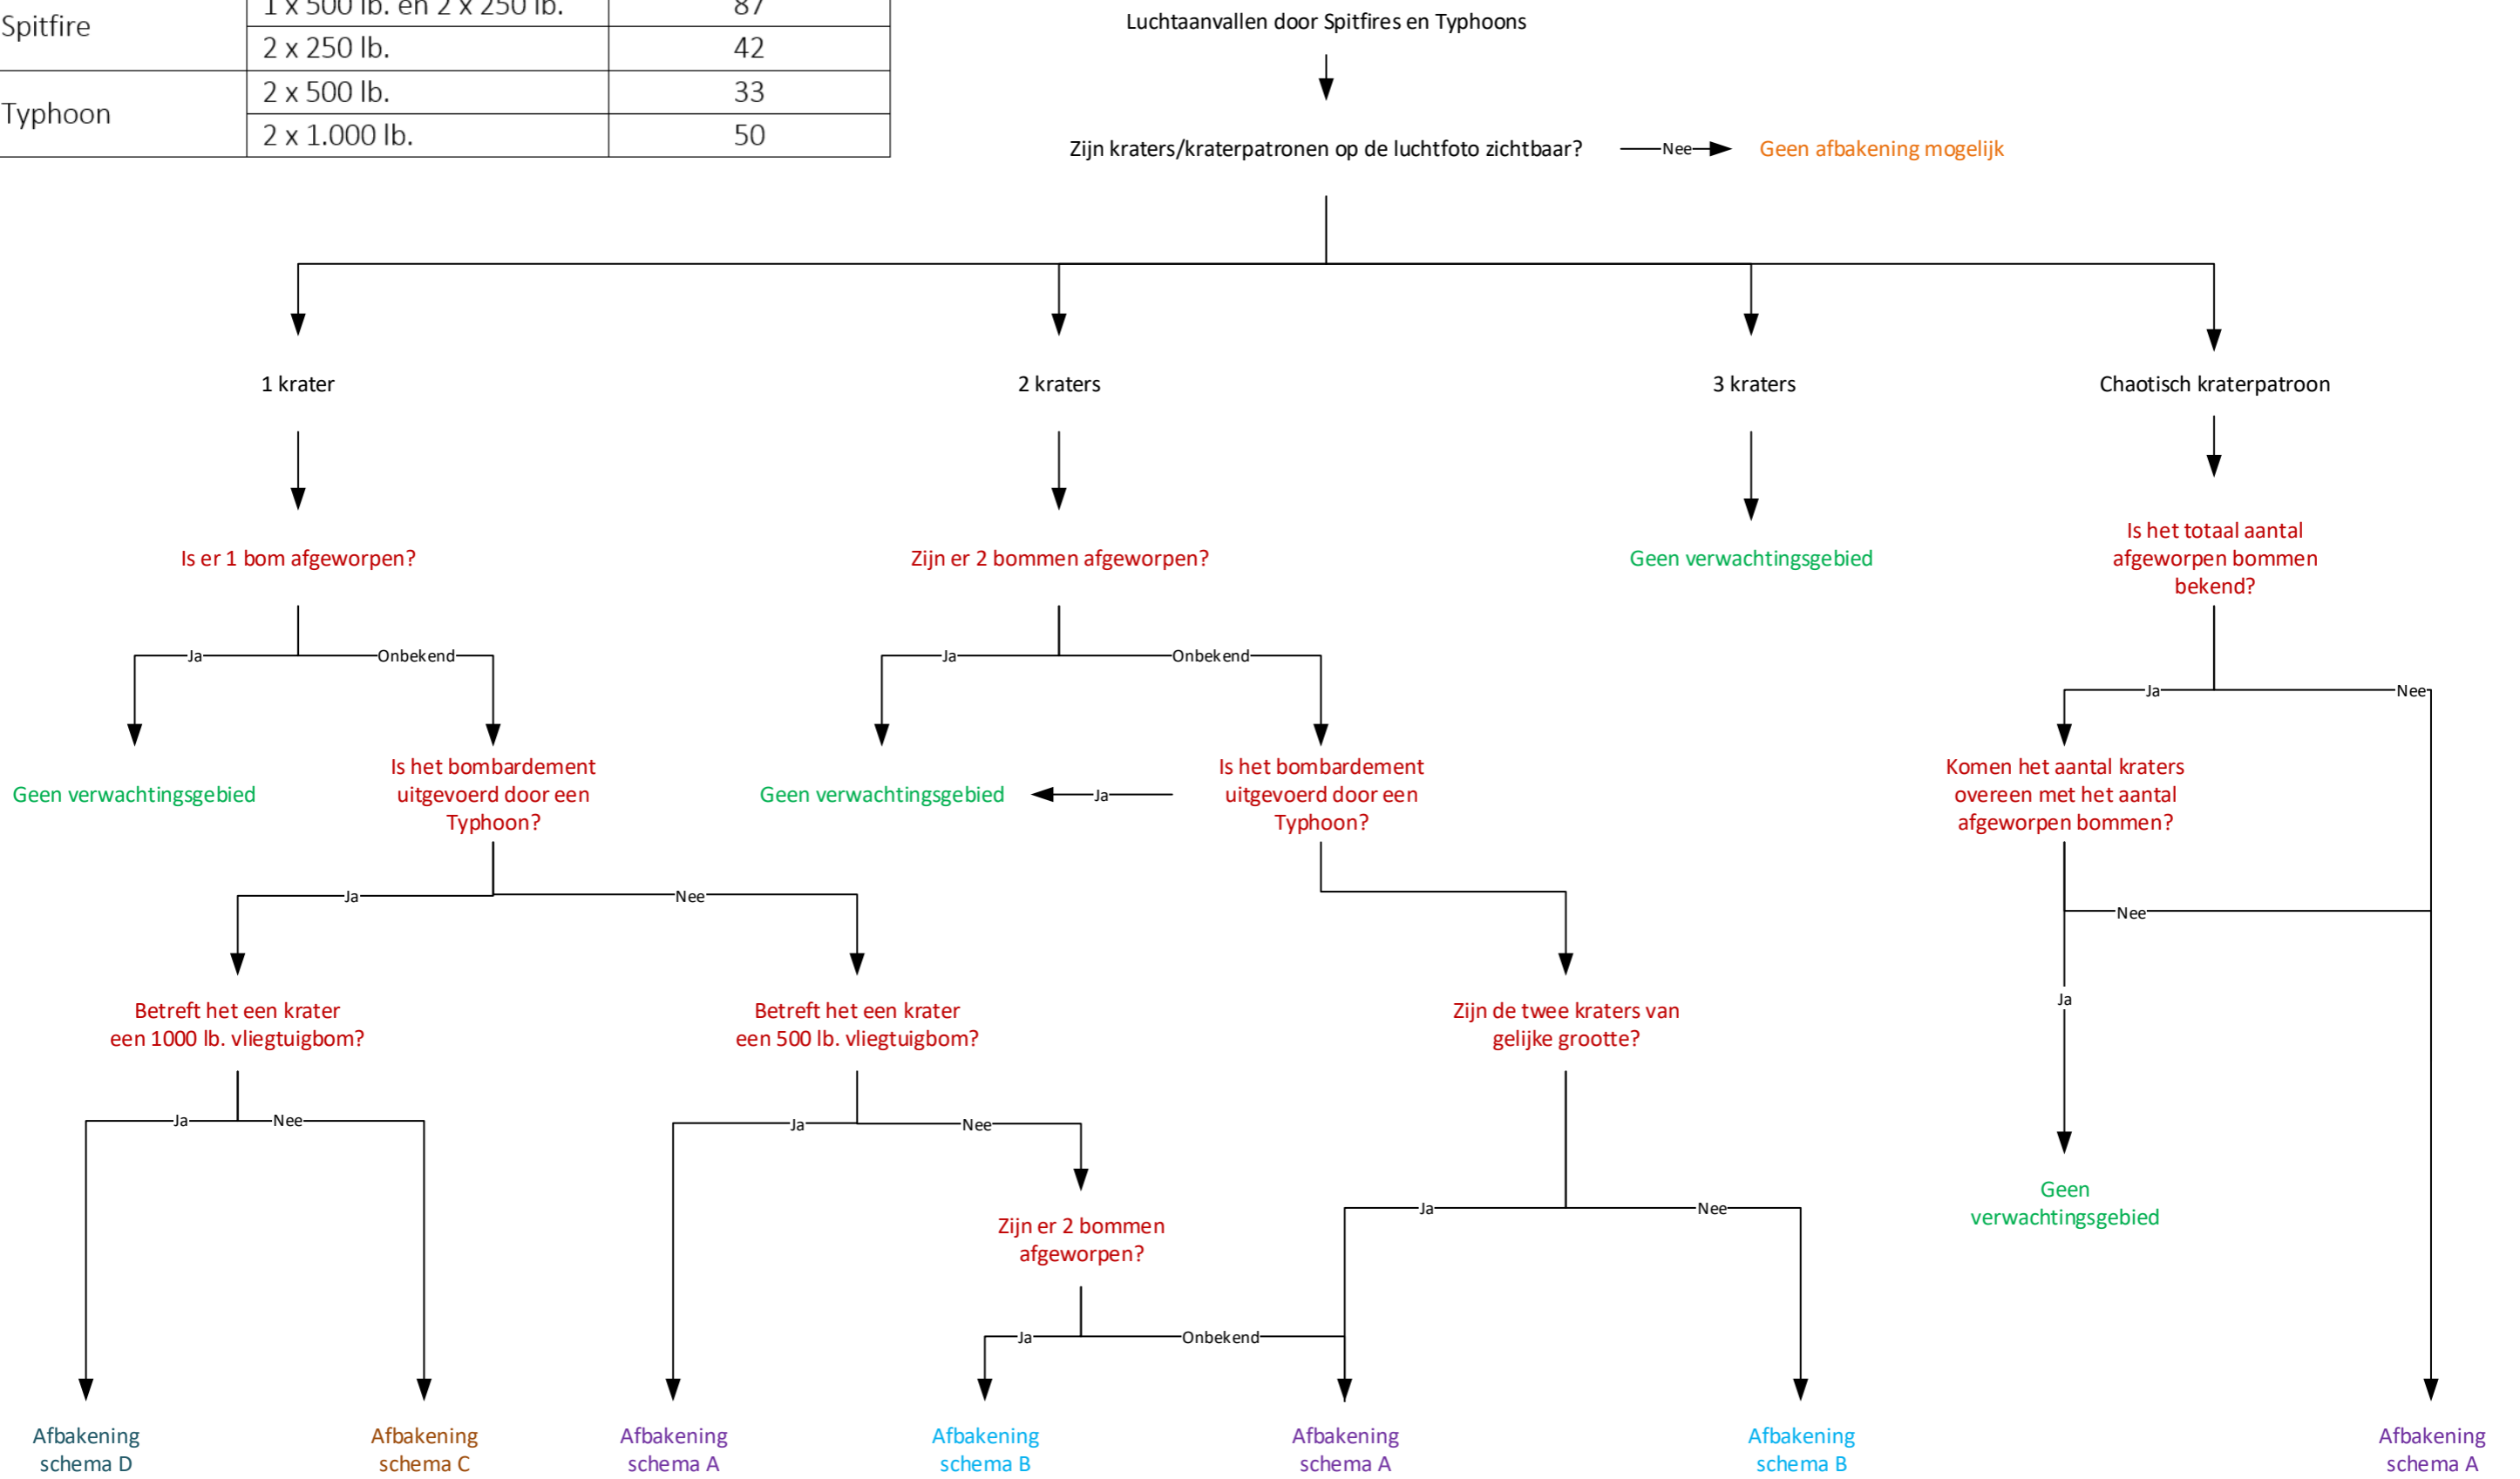 Spitfire
1 x 500 lb. en 2 x 250 lb.
87
2 x 250 lb.
42
Typhoon
2 x 500 lb.
33
2 x 1.000 lb.
50
Luchtaanvallen door Spitfires en Typhoons
Zijn kraters/kraterpatronen op de luchtfoto zichtbaar?
Nee
Geen afbakening mogelijk
1 krater
2 kraters
3 kraters
Chaotisch kraterpatroon
Is er 1 bom afgeworpen?
Zijn er 2 bommen afgeworpen?
Geen verwachtingsgebied
Is het totaal aantal
afgeworpen bommen
bekend?
Ja
Onbekend
Ja
Onbekend
Ja
Nee
Geen verwachtingsgebied
Is het bombardement
uitgevoerd door een
Typhoon?
Geen verwachtingsgebied
Ja
Is het bombardement
uitgevoerd door een
Typhoon?
Komen het aantal kraters
overeen met het aantal
afgeworpen bommen?
Ja
Nee
Nee
Ja
Betreft het een krater
een 1000 lb. vliegtuigbom?
Betreft het een krater
een 500 lb. vliegtuigbom?
Zijn de twee kraters van
gelijke grootte?
Ja
Nee
Ja
Nee
Zijn er 2 bommen
afgeworpen?
Ja
Nee
Geen
verwachtingsgebied
Ja
Onbekend
Afbakening
schema D
Afbakening
schema C
Afbakening
schema A
Afbakening
schema B
Afbakening
schema A
Afbakening
schema B
Afbakening
schema A